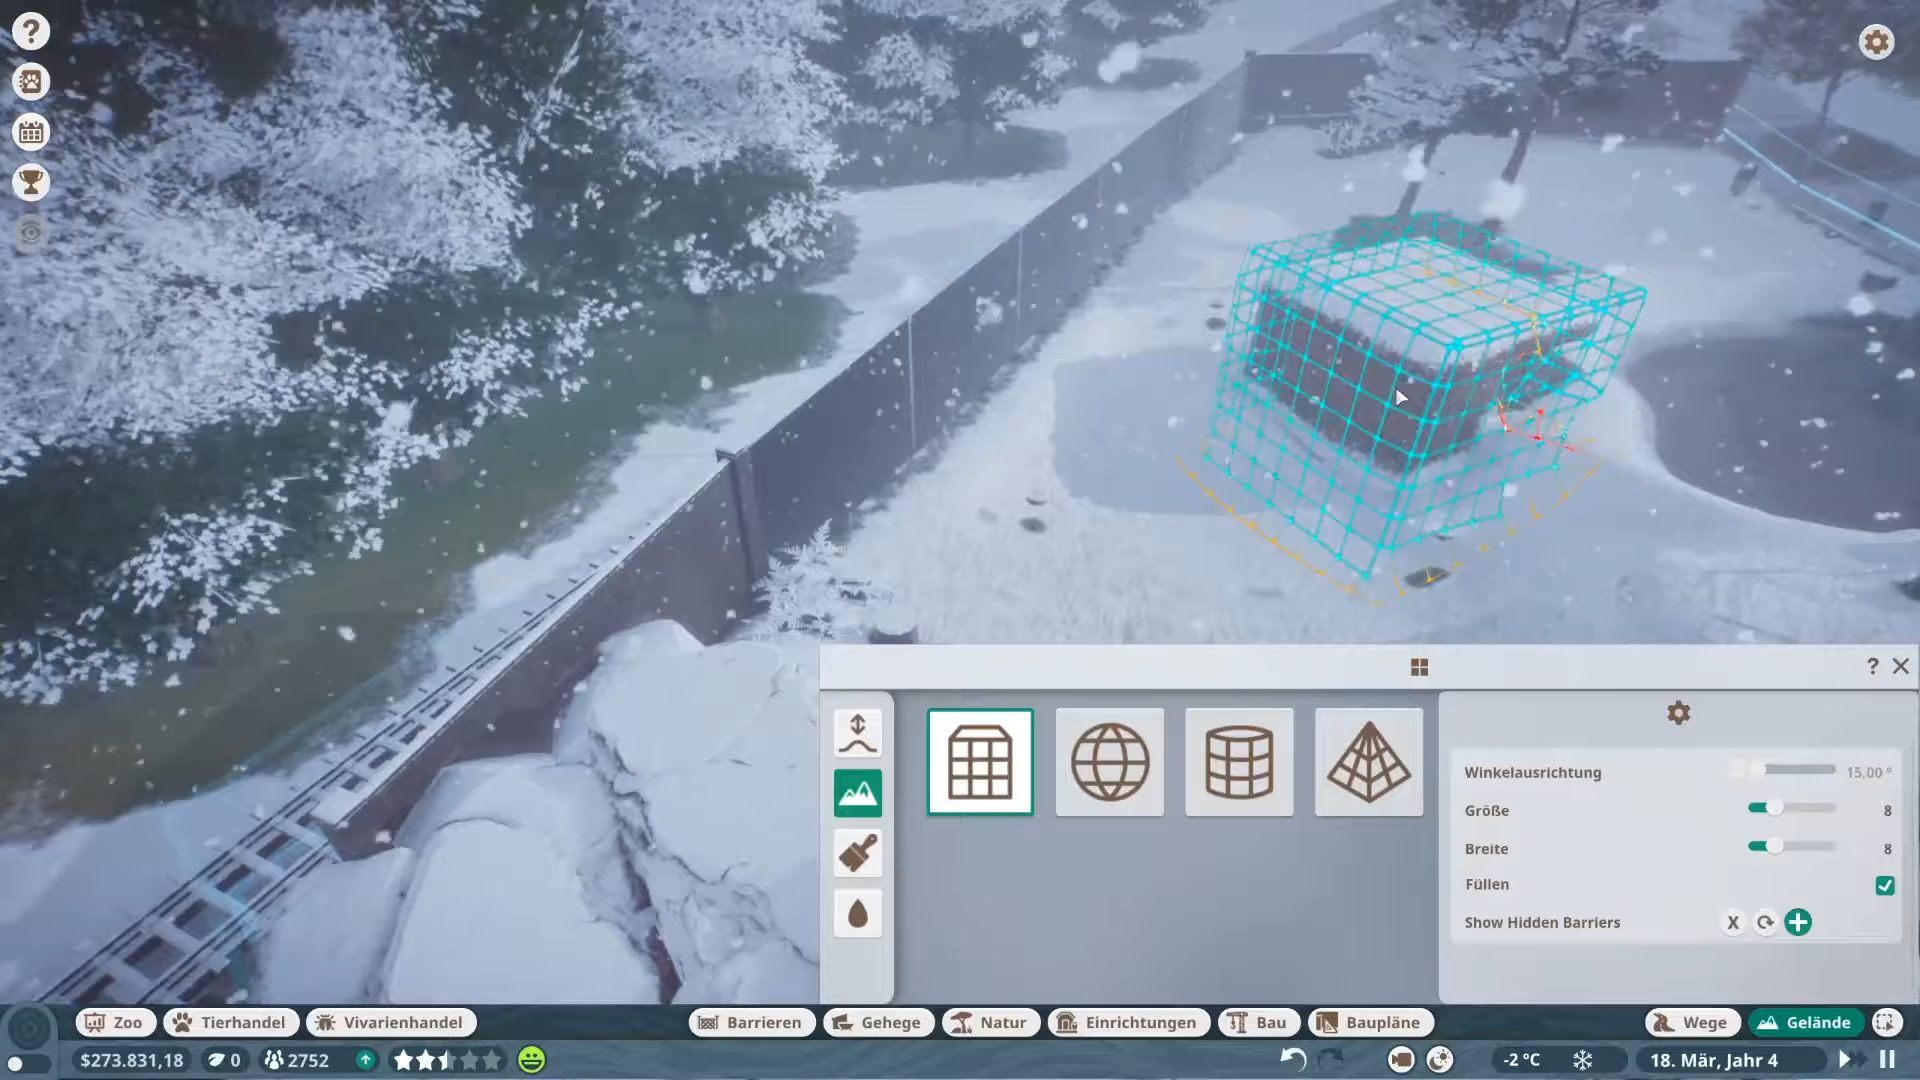 ?
? X
Winkelausrichtung 15,00 °
Größe 8
Breite 8
Füllen
Show Hidden Barriers X
Zoo Tierhandel Vivarienhandel Barrieren Gehege Natur Einrichtungen Bau Baupläne Wege Gelände
$273.831,18 0 2752 -2 °C 18. Mär, Jahr 4